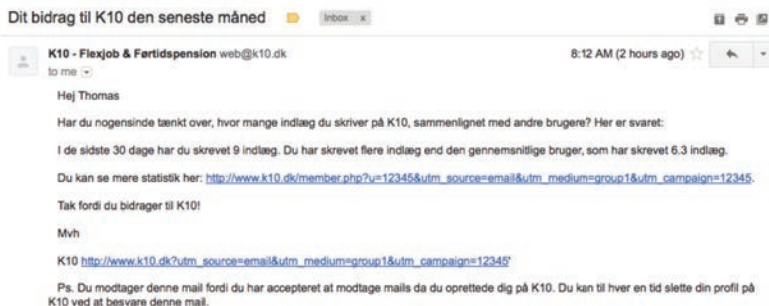 Dit bidrag til K10 den seneste måned Inbox x
K10 - Flexjob & Førtidspension web@k10.dk 8:12 AM (2 hours ago)
to me
Hej Thomas
Har du nogensinde tænkt over, hvor mange indlæg du skriver på K10, sammenlignet med andre brugere? Her er svaret:
I de sidste 30 dage har du skrevet 9 indlæg. Du har skrevet flere indlæg end den gennemsnitlige bruger, som har skrevet 6.3 indlæg.
Du kan se mere statistik her: http://www.k10.dk/member.php?u=12345&utm_source=email&utm_medium=group1&utm_campaign=12345.
Tak fordi du bidrager til K10!
Mvh
K10 http://www.k10.dk?utm_source=email&utm_medium=group1&utm_campaign=12345'
Ps. Du modtager denne mail fordi du har accepteret at modtage mails da du oprettede dig på K10. Du kan til hver en tid slette din profil på
K10 ved at besvare denne mail.